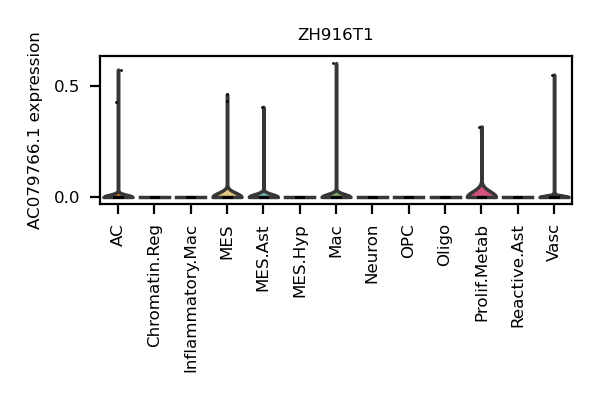 ZH916T1
AC079766.1 expression
0.5
0.0
AC
Chromatin.Reg
Inflammatory.Mac
MES
MES.Ast
MES.Hyp
Mac
Neuron
OPC
Oligo
Prolif.Metab
Reactive.Ast
Vasc